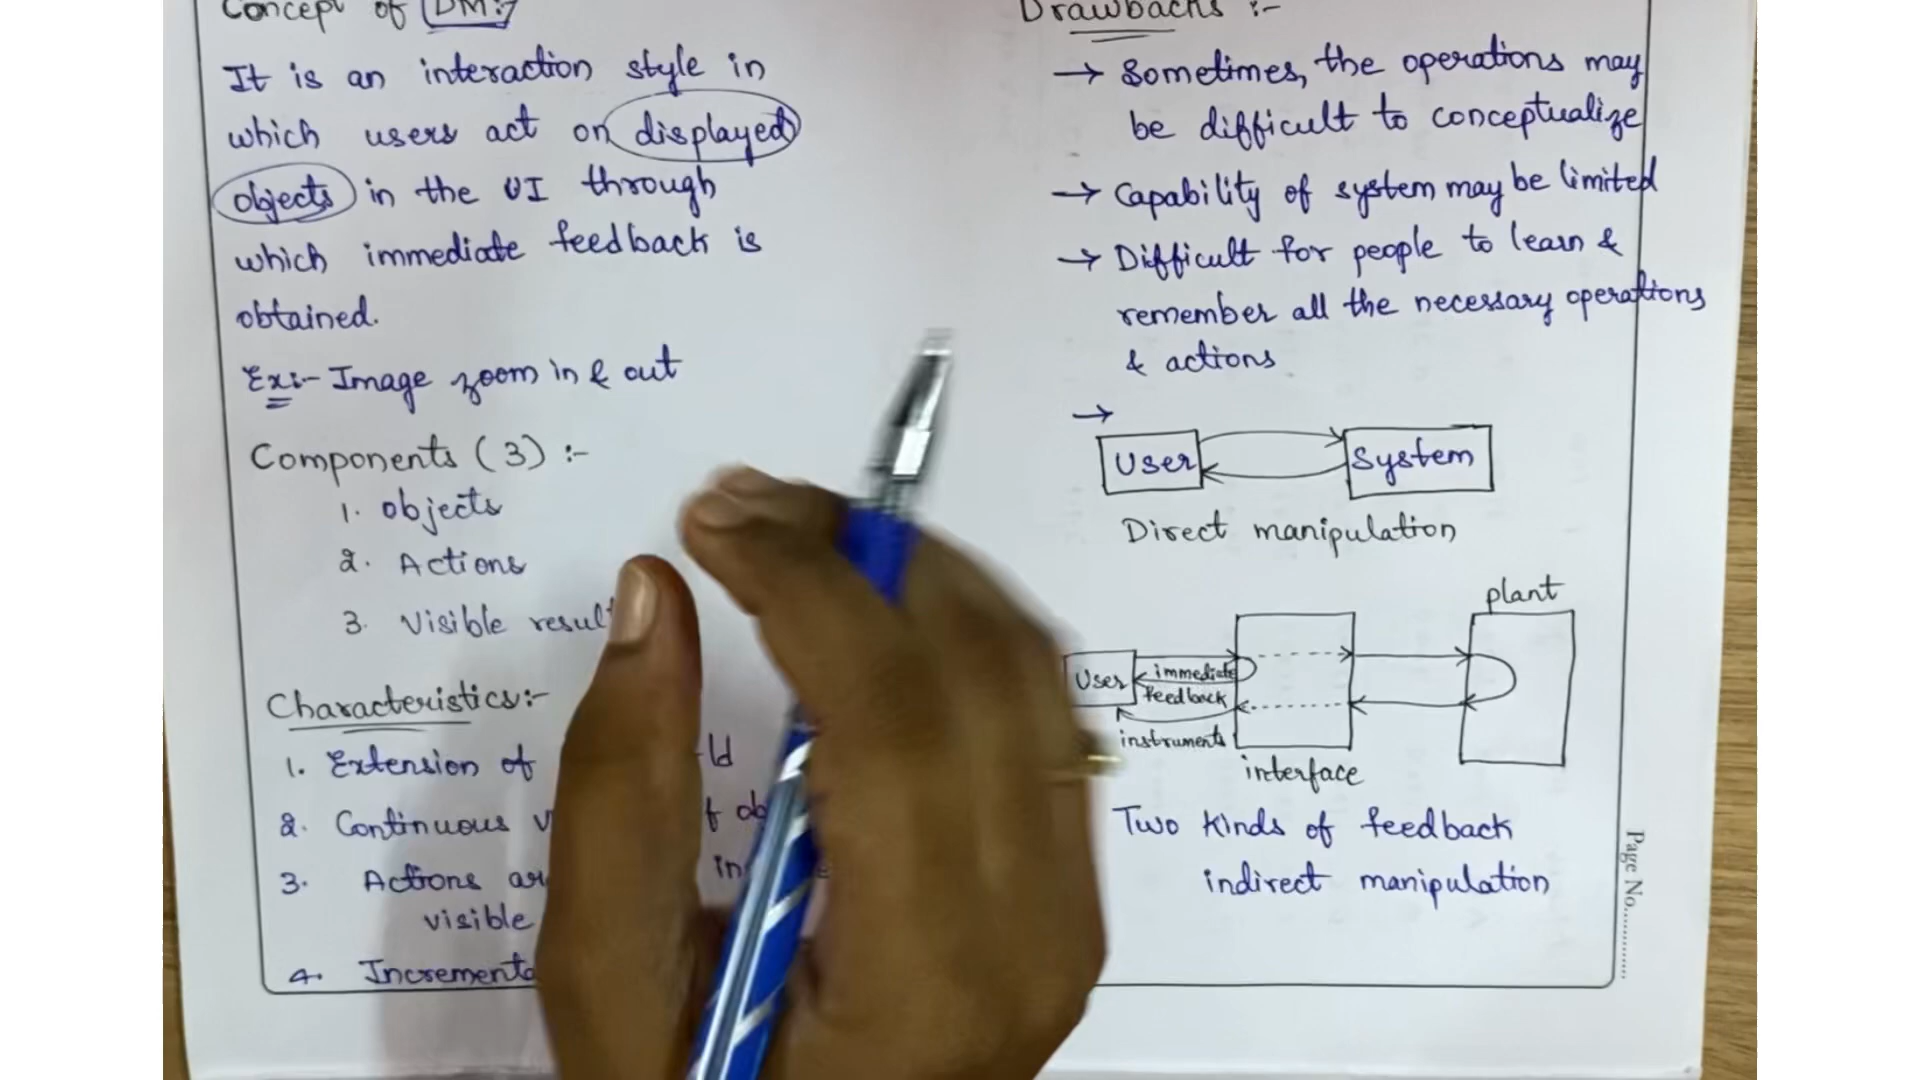 Concept of DM:-
It is an interaction style in
which users act on displayed
objects in the UI through
which immediate feedback is
obtained.
Ex:- Image zoom in & out
Components (3) :-
1. Objects
2. Actions
3. Visible result
Characteristics:-
1. Extension of
2. Continuous of
3. Actions
visible
4.
Drawbacks :-
→ Sometimes, the operations may
be difficult to conceptualize
→ Capability of system may be limited
→ Difficult for people to learn &
remember all the necessary operations
& actions
→
User System
Direct manipulation
plant
User immediate
feedback
instruments
interface
Two kinds of feedback
indirect manipulation
Page No.............